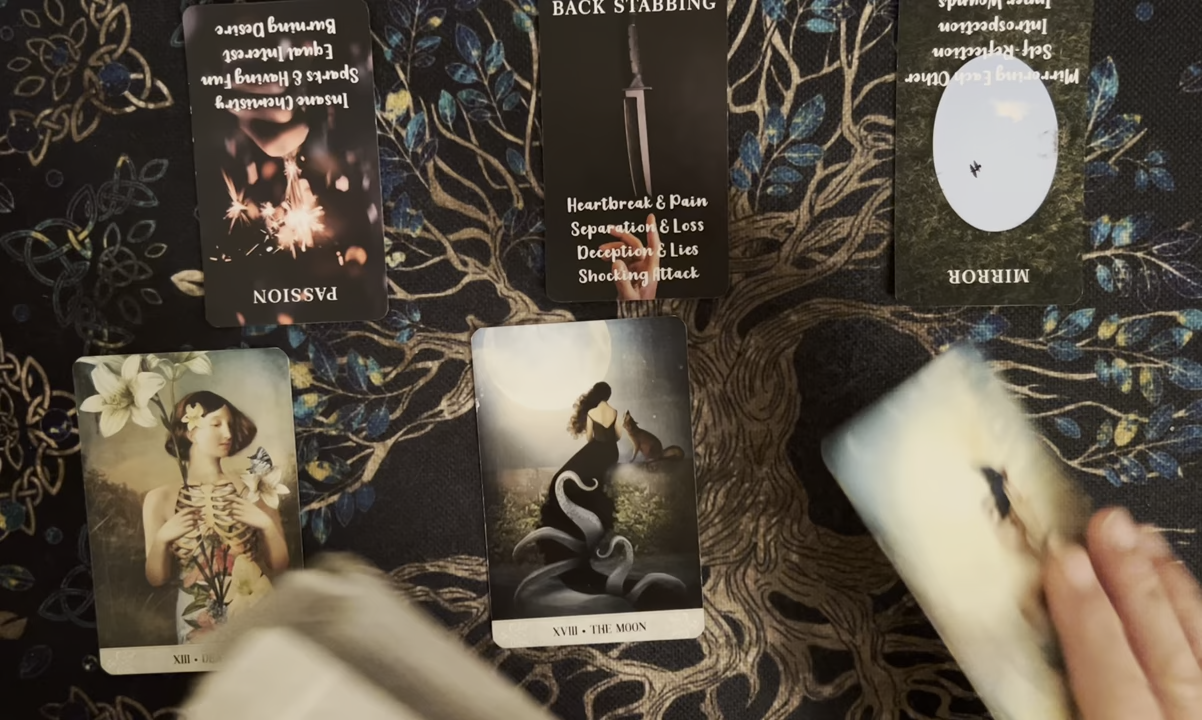 Burning Desire
Equal Interest
Sparks & Having Fun
Insane Chemistry
PASSION
BACK STABBING
Heartbreak & Pain
Separation & Loss
Deception & Lies
Shocking Attack
Inner Wounds
Introspection
Self-Reflection
Mirroring Each Other
MIRROR
XIII •
XVIII • THE MOON